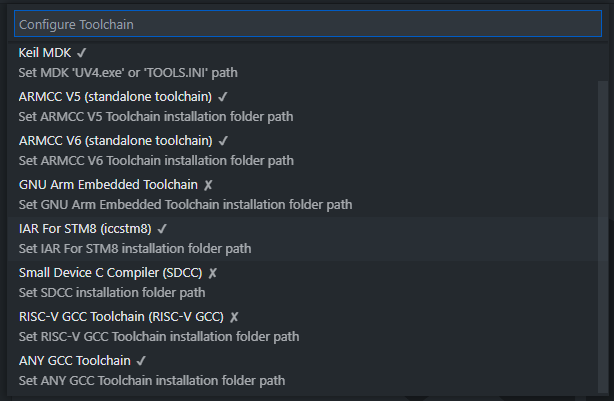 Configure Toolchain
Keil MDK ✓
Set MDK 'UV4.exe' or 'TOOLS.INI' path
ARMCC V5 (standalone toolchain) ✓
Set ARMCC V5 Toolchain installation folder path
ARMCC V6 (standalone toolchain) ✓
Set ARMCC V6 Toolchain installation folder path
GNU Arm Embedded Toolchain ✗
Set GNU Arm Embedded Toolchain installation folder path
IAR For STM8 (iccstm8) ✓
Set IAR For STM8 installation folder path
Small Device C Compiler (SDCC) ✗
Set SDCC installation folder path
RISC-V GCC Toolchain (RISC-V GCC) ✗
Set RISC-V GCC Toolchain installation folder path
ANY GCC Toolchain ✓
Set ANY GCC Toolchain installation folder path